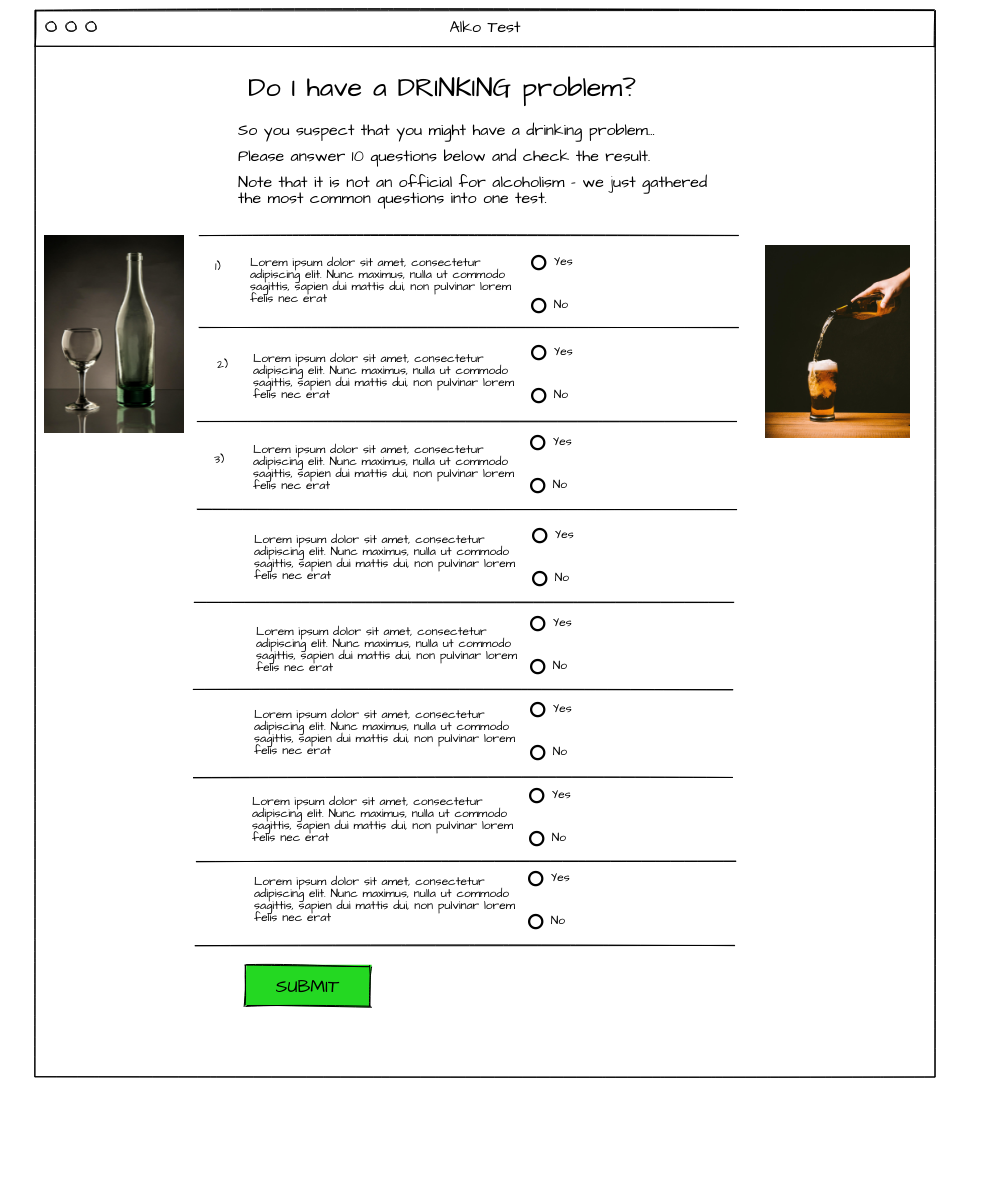 Alko Test
Do I have a DRINKING problem?
So you suspect that you might have a drinking problem...
Please answer 10 questions below and check the result.
Note that it is not an official for alcoholism - we just gathered
the most common questions into one test.
1)
Lorem ipsum dolor sit amet, consectetur
adipiscing elit. Nunc maximus, nulla ut commodo
sagittis, sapien dui mattis dui, non pulvinar lorem
felis nec erat
Yes
No
2)
Lorem ipsum dolor sit amet, consectetur
adipiscing elit. Nunc maximus, nulla ut commodo
sagittis, sapien dui mattis dui, non pulvinar lorem
felis nec erat
Yes
No
3)
Lorem ipsum dolor sit amet, consectetur
adipiscing elit. Nunc maximus, nulla ut commodo
sagittis, sapien dui mattis dui, non pulvinar lorem
felis nec erat
Yes
No
Lorem ipsum dolor sit amet, consectetur
adipiscing elit. Nunc maximus, nulla ut commodo
sagittis, sapien dui mattis dui, non pulvinar lorem
felis nec erat
Yes
No
Lorem ipsum dolor sit amet, consectetur
adipiscing elit. Nunc maximus, nulla ut commodo
sagittis, sapien dui mattis dui, non pulvinar lorem
felis nec erat
Yes
No
Lorem ipsum dolor sit amet, consectetur
adipiscing elit. Nunc maximus, nulla ut commodo
sagittis, sapien dui mattis dui, non pulvinar lorem
felis nec erat
Yes
No
Lorem ipsum dolor sit amet, consectetur
adipiscing elit. Nunc maximus, nulla ut commodo
sagittis, sapien dui mattis dui, non pulvinar lorem
felis nec erat
Yes
No
Lorem ipsum dolor sit amet, consectetur
adipiscing elit. Nunc maximus, nulla ut commodo
sagittis, sapien dui mattis dui, non pulvinar lorem
felis nec erat
Yes
No
SUBMIT